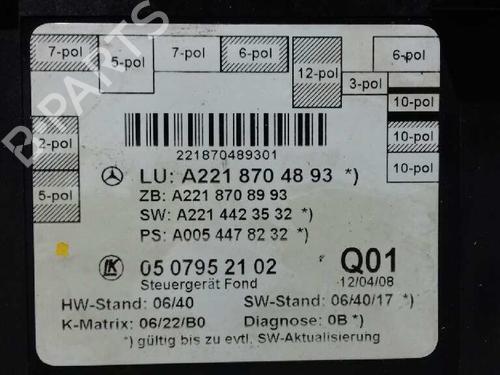 7-pol
5-pol
7-pol
6-pol
12-pol
3-pol
6-pol
10-pol
10-pol
10-pol
2-pol
5-pol
221870489301
LU: A221 870 48 93 *)
ZB: A221 870 89 93
SW: A221 442 35 32 *)
PS: A005 447 82 32 *)
LK 05 0795 21 02
Q01
Steuergerät Fond
12/04/08
HW-Stand: 06/40 SW-Stand: 06/40/17 *)
K-Matrix: 06/22/B0 Diagnose: 0B *)
*) gültig bis zu evtl. SW-Aktualisierung
B-PARTS